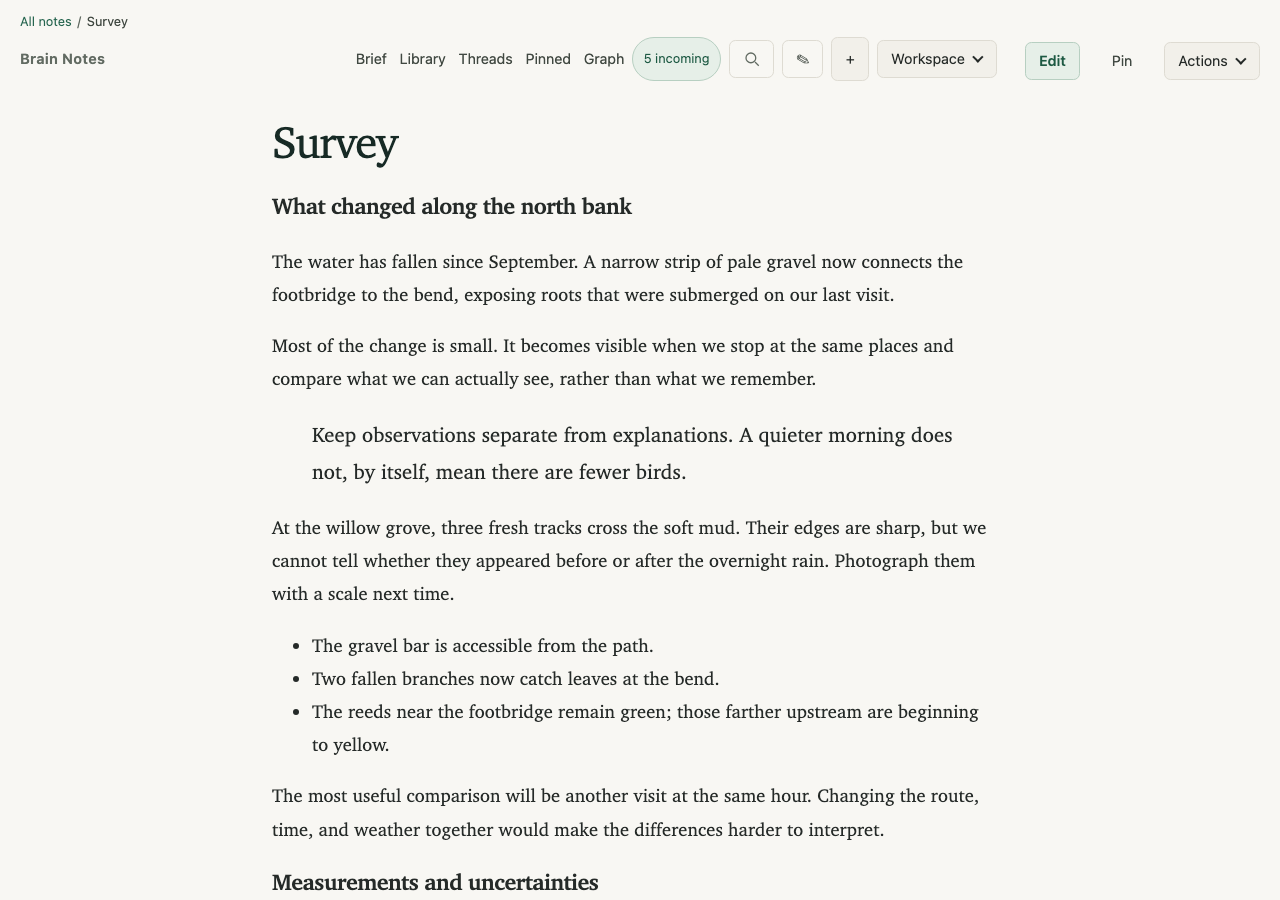 All notes / Survey
Brain Notes
Brief Library Threads Pinned Graph 5 incoming + Workspace Edit Pin Actions
Survey
What changed along the north bank
The water has fallen since September. A narrow strip of pale gravel now connects the
footbridge to the bend, exposing roots that were submerged on our last visit.
Most of the change is small. It becomes visible when we stop at the same places and
compare what we can actually see, rather than what we remember.
Keep observations separate from explanations. A quieter morning does
not, by itself, mean there are fewer birds.
At the willow grove, three fresh tracks cross the soft mud. Their edges are sharp, but we
cannot tell whether they appeared before or after the overnight rain. Photograph them
with a scale next time.
• The gravel bar is accessible from the path.
• Two fallen branches now catch leaves at the bend.
• The reeds near the footbridge remain green; those farther upstream are beginning
to yellow.
The most useful comparison will be another visit at the same hour. Changing the route,
time, and weather together would make the differences harder to interpret.
Measurements and uncertainties